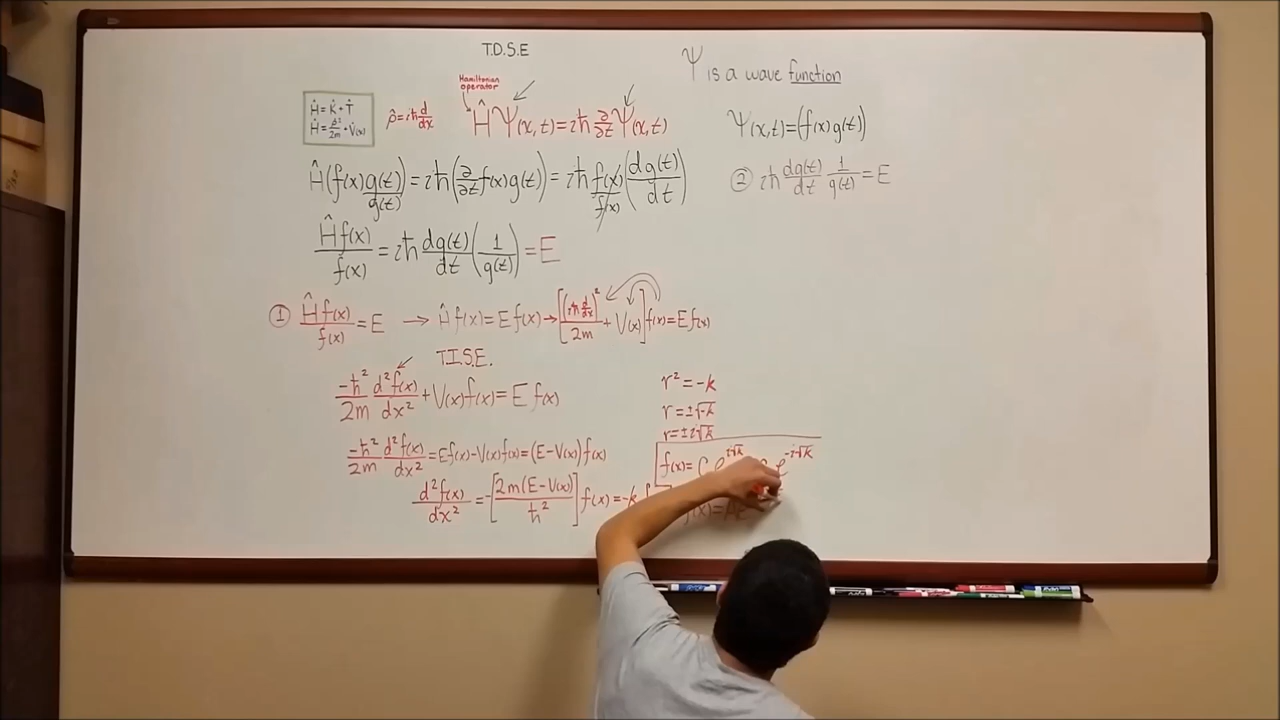 T.D.S.E
Ψ is a wave function
Hamiltonian
operator
Ĥ = K̂ + T̂
Ĥ = p̂²/2m + V̂(x)
p̂ = iħ d/dx
ĤΨ(x,t) = iħ ∂/∂t Ψ(x,t)
Ψ(x,t) = (f(x)g(t))
Ĥ(f(x)g(t))/g(t) = iħ(∂/∂t f(x)g(t)) = iħ f(x)/f(x) (dg(t)/dt)
② iħ dg(t)/dt 1/g(t) = E
Ĥf(x)/f(x) = iħ dg(t)/dt (1/g(t)) = E
① Ĥf(x)/f(x) = E → Ĥf(x) = Ef(x) → [(iħ d/dx)²/2m + V(x)] f(x) = Ef(x)
T.I.S.E.
-ħ²/2m d²f(x)/dx² + V(x)f(x) = E f(x)
-ħ²/2m d²f(x)/dx² = Ef(x) - V(x)f(x) = (E - V(x))f(x)
d²f(x)/dx² = -[2m(E - V(x))/ħ²] f(x) = -k
r² = -k
r = ±√-k
r = ±i√k
f(x) = C e^i√k e^-i√k
f(x) = A